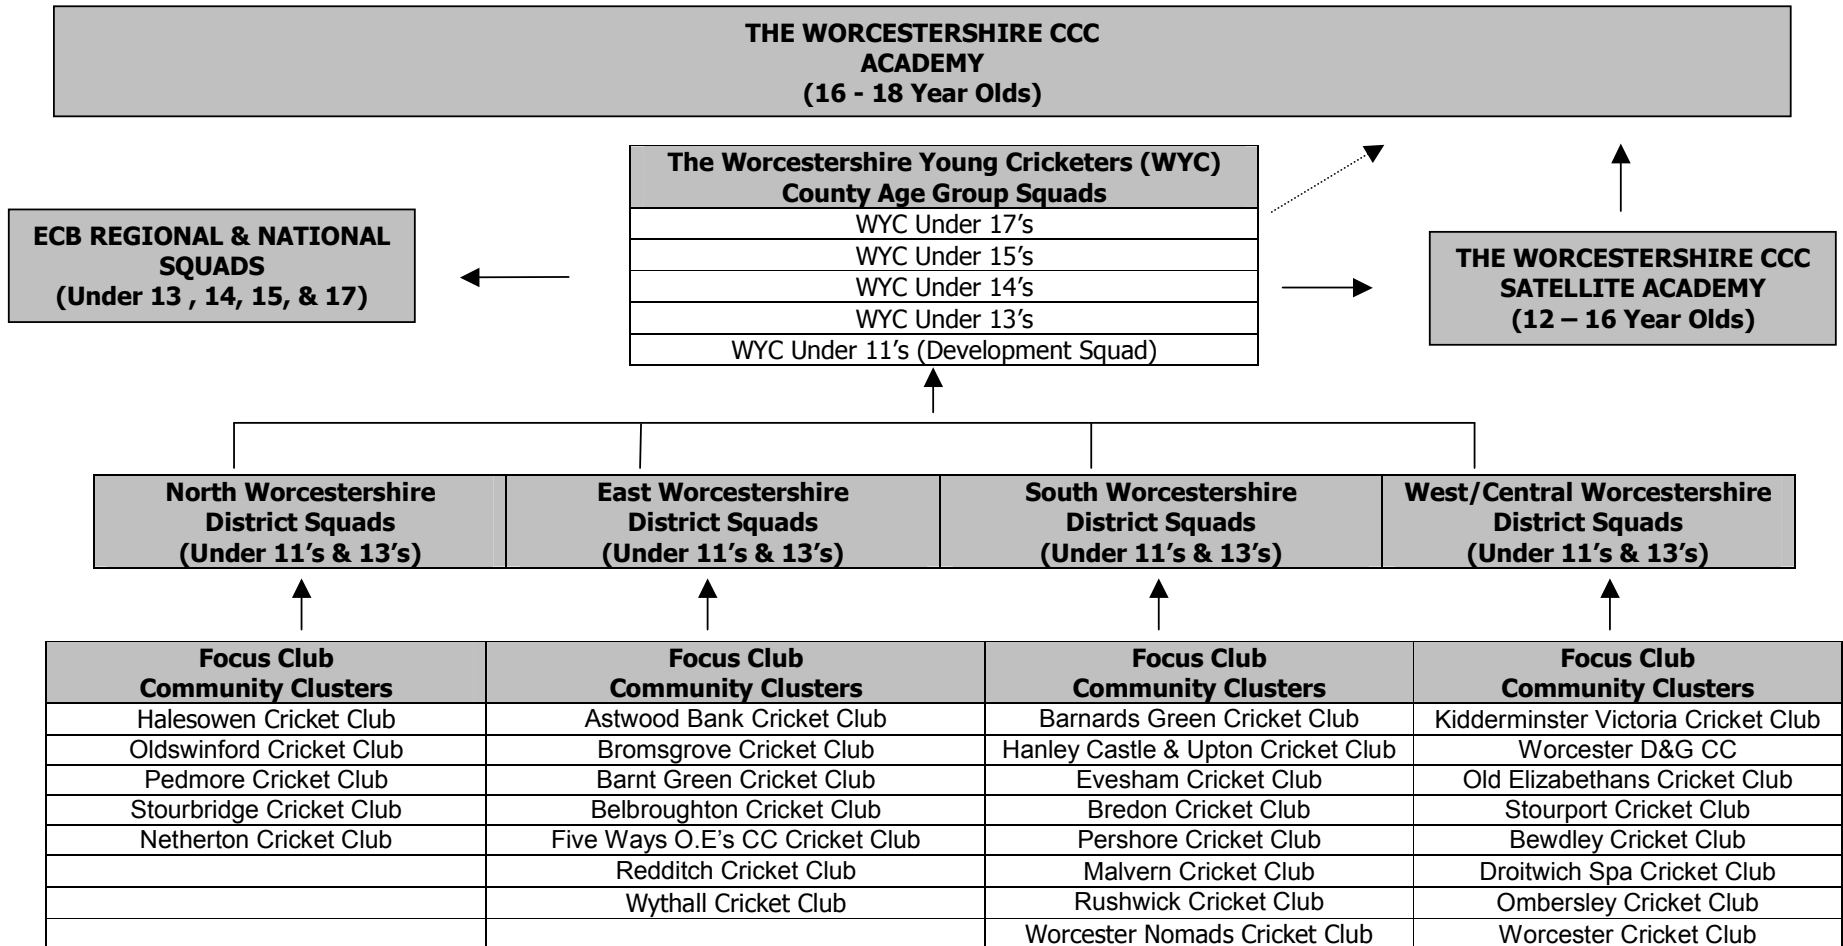 THE WORCESTERSHIRE CCC
ACADEMY
(16 - 18 Year Olds)
The Worcestershire Young Cricketers (WYC)
County Age Group Squads
WYC Under 17’s
WYC Under 15’s
WYC Under 14’s
WYC Under 13’s
WYC Under 11’s (Development Squad)
ECB REGIONAL & NATIONAL
SQUADS
(Under 13 , 14, 15, & 17)
THE WORCESTERSHIRE CCC
SATELLITE ACADEMY
(12 – 16 Year Olds)
North Worcestershire
District Squads
(Under 11’s & 13’s)
East Worcestershire
District Squads
(Under 11’s & 13’s)
South Worcestershire
District Squads
(Under 11’s & 13’s)
West/Central Worcestershire
District Squads
(Under 11’s & 13’s)
Focus Club
Community Clusters
Halesowen Cricket Club
Oldswinford Cricket Club
Pedmore Cricket Club
Stourbridge Cricket Club
Netherton Cricket Club
Focus Club
Community Clusters
Astwood Bank Cricket Club
Bromsgrove Cricket Club
Barnt Green Cricket Club
Belbroughton Cricket Club
Five Ways O.E’s CC Cricket Club
Redditch Cricket Club
Wythall Cricket Club
Focus Club
Community Clusters
Barnards Green Cricket Club
Hanley Castle & Upton Cricket Club
Evesham Cricket Club
Bredon Cricket Club
Pershore Cricket Club
Malvern Cricket Club
Rushwick Cricket Club
Worcester Nomads Cricket Club
Focus Club
Community Clusters
Kidderminster Victoria Cricket Club
Worcester D&G CC
Old Elizabethans Cricket Club
Stourport Cricket Club
Bewdley Cricket Club
Droitwich Spa Cricket Club
Ombersley Cricket Club
Worcester Cricket Club